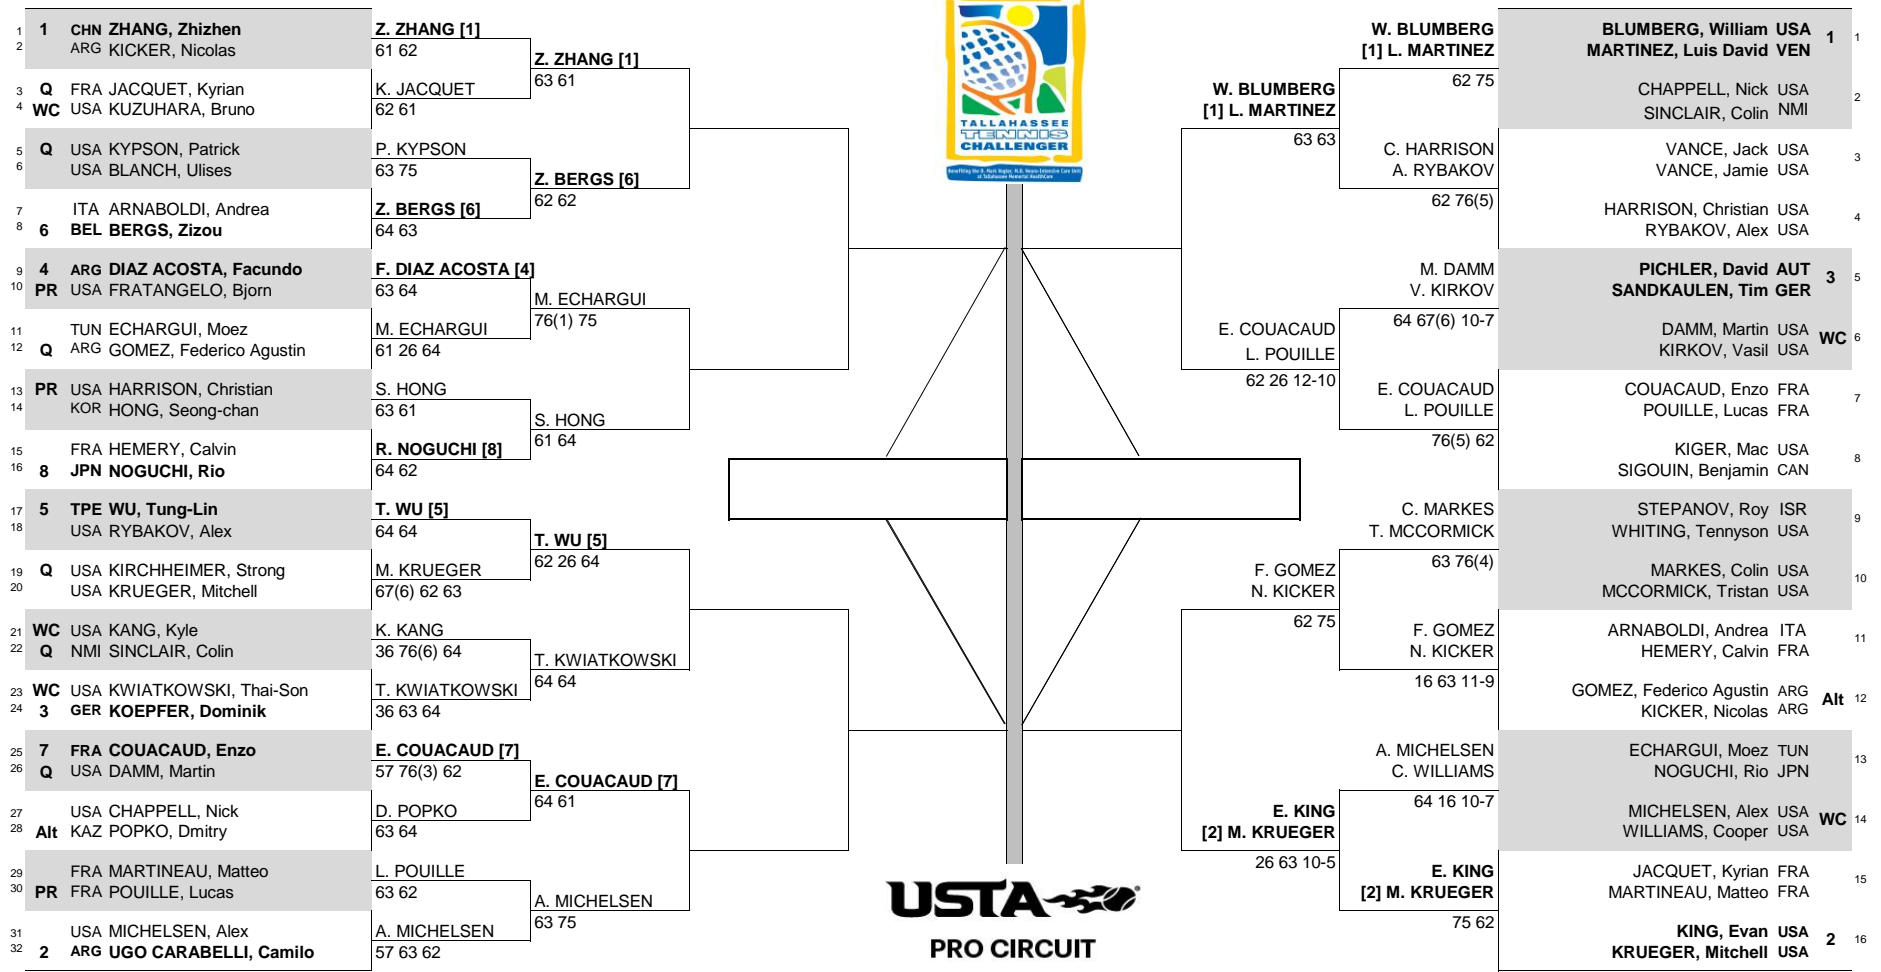 1 1 CHN ZHANG, Zhizhen
2 ARG KICKER, Nicolas
3 Q FRA JACQUET, Kyrian
4 WC USA KUZUHARA, Bruno
5 Q USA KYPSON, Patrick
6 USA BLANCH, Ulises
7 ITA ARNABOLDI, Andrea
8 6 BEL BERGS, Zizou
9 4 ARG DIAZ ACOSTA, Facundo
10 PR USA FRATANGELO, Bjorn
11 TUN ECHARGUI, Moez
12 Q ARG GOMEZ, Federico Agustin
13 PR USA HARRISON, Christian
14 KOR HONG, Seong-chan
15 FRA HEMERY, Calvin
16 8 JPN NOGUCHI, Rio
17 5 TPE WU, Tung-Lin
18 USA RYBAKOV, Alex
19 Q USA KIRCHHEIMER, Strong
20 USA KRUEGER, Mitchell
21 WC USA KANG, Kyle
22 Q NMI SINCLAIR, Colin
23 WC USA KWIATKOWSKI, Thai-Son
24 3 GER KOEPFER, Dominik
25 7 FRA COUACAUD, Enzo
26 Q USA DAMM, Martin
27 USA CHAPPELL, Nick
28 Alt KAZ POPKO, Dmitry
29 FRA MARTINEAU, Matteo
30 PR FRA POUILLE, Lucas
31 USA MICHELSEN, Alex
32 2 ARG UGO CARABELLI, Camilo
Z. ZHANG [1]
61 62
K. JACQUET
62 61
P. KYPSON
63 75
Z. BERGS [6]
64 63
F. DIAZ ACOSTA [4]
63 64
M. ECHARGUI
61 26 64
S. HONG
63 61
R. NOGUCHI [8]
64 62
T. WU [5]
64 64
M. KRUEGER
67(6) 62 63
K. KANG
36 76(6) 64
T. KWIATKOWSKI
36 63 64
E. COUACAUD [7]
57 76(3) 62
D. POPKO
63 64
L. POUILLE
63 62
A. MICHELSEN
57 63 62
Z. ZHANG [1]
63 61
Z. BERGS [6]
62 62
M. ECHARGUI
76(1) 75
S. HONG
61 64
T. WU [5]
62 26 64
T. KWIATKOWSKI
64 64
E. COUACAUD [7]
64 61
A. MICHELSEN
63 75
TALLAHASSEE
TENNIS
CHALLENGER
Benefiting the D. Mark Vogter, M.D. Neuro-Intensive Care Unit
at Tallahassee Memorial HealthCare
USTA
PRO CIRCUIT
W. BLUMBERG
[1] L. MARTINEZ
63 63
E. COUACAUD
L. POUILLE
62 26 12-10
F. GOMEZ
N. KICKER
62 75
E. KING
[2] M. KRUEGER
26 63 10-5
W. BLUMBERG
[1] L. MARTINEZ
62 75
C. HARRISON
A. RYBAKOV
62 76(5)
M. DAMM
V. KIRKOV
64 67(6) 10-7
E. COUACAUD
L. POUILLE
76(5) 62
C. MARKES
T. MCCORMICK
63 76(4)
F. GOMEZ
N. KICKER
16 63 11-9
A. MICHELSEN
C. WILLIAMS
64 16 10-7
E. KING
[2] M. KRUEGER
75 62
BLUMBERG, William USA 1 1
MARTINEZ, Luis David VEN
CHAPPELL, Nick USA 2
SINCLAIR, Colin NMI
VANCE, Jack USA 3
VANCE, Jamie USA
HARRISON, Christian USA 4
RYBAKOV, Alex USA
PICHLER, David AUT 3 5
SANDKAULEN, Tim GER
DAMM, Martin USA WC 6
KIRKOV, Vasil USA
COUACAUD, Enzo FRA 7
POUILLE, Lucas FRA
KIGER, Mac USA 8
SIGOUIN, Benjamin CAN
STEPANOV, Roy ISR 9
WHITING, Tennyson USA
MARKES, Colin USA 10
MCCORMICK, Tristan USA
ARNABOLDI, Andrea ITA 11
HEMERY, Calvin FRA
GOMEZ, Federico Agustin ARG Alt 12
KICKER, Nicolas ARG
ECHARGUI, Moez TUN 13
NOGUCHI, Rio JPN
MICHELSEN, Alex USA WC 14
WILLIAMS, Cooper USA
JACQUET, Kyrian FRA 15
MARTINEAU, Matteo FRA
KING, Evan USA 2 16
KRUEGER, Mitchell USA